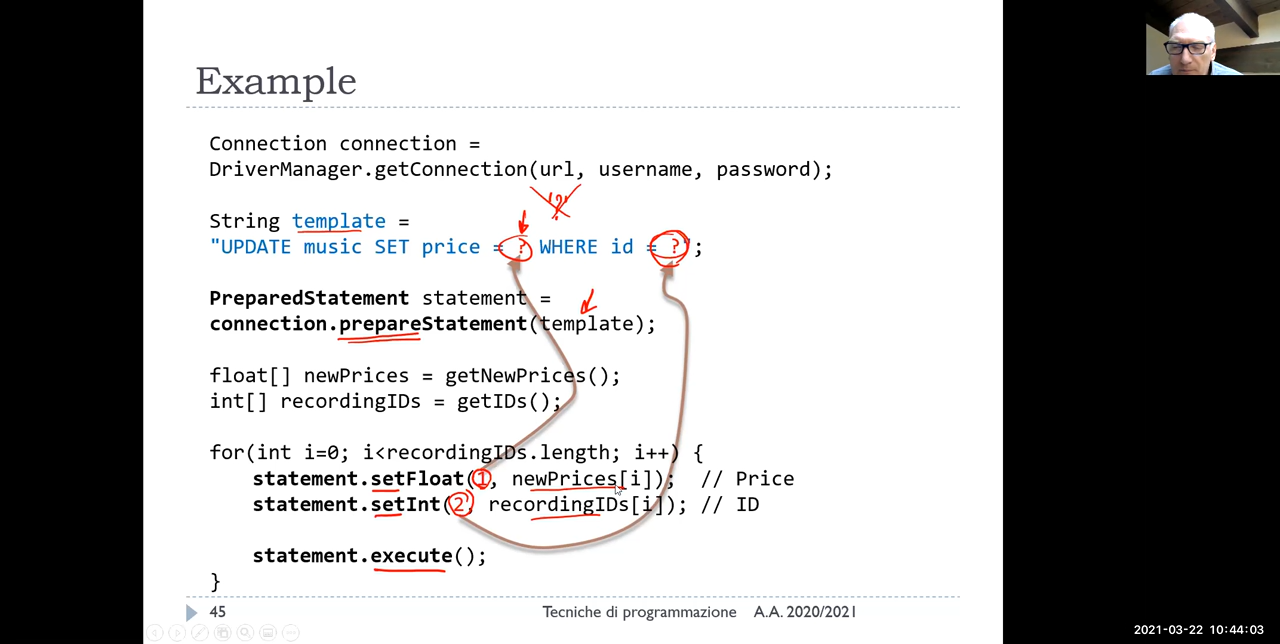 Example
Connection connection =
DriverManager.getConnection(url, username, password);
'?'
String template =
"UPDATE music SET price = ? WHERE id = ?";
PreparedStatement statement =
connection.prepareStatement(template);
float[] newPrices = getNewPrices();
int[] recordingIDs = getIDs();
for(int i=0; i<recordingIDs.length; i++) {
statement.setFloat(1, newPrices[i]); // Price
statement.setInt(2, recordingIDs[i]); // ID
statement.execute();
}
45 Tecniche di programmazione A.A. 2020/2021
2021-03-22 10:44:03